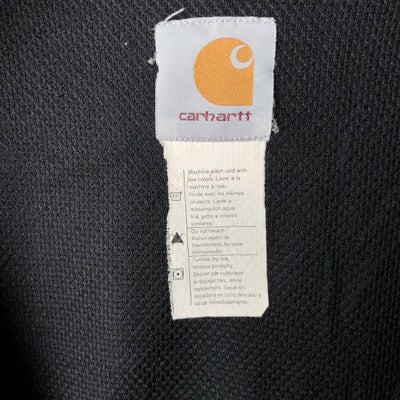 carhartt
Machine wash cold with
like colors. Laver à la
machine à l'eau
froide avec les mêmes
couleurs. Lavar a
máquina con agua
fría, junto a colores
similares.
Do not bleach.
Aucun agent de
blanchiment. No usar
blanqueador.
Tumble dry low,
remove promptly.
Sécher par culbutage
à réglage bas, retirer
rapidement. Secar en
secadora en ciclo delicado y
sacar inmediatamente.